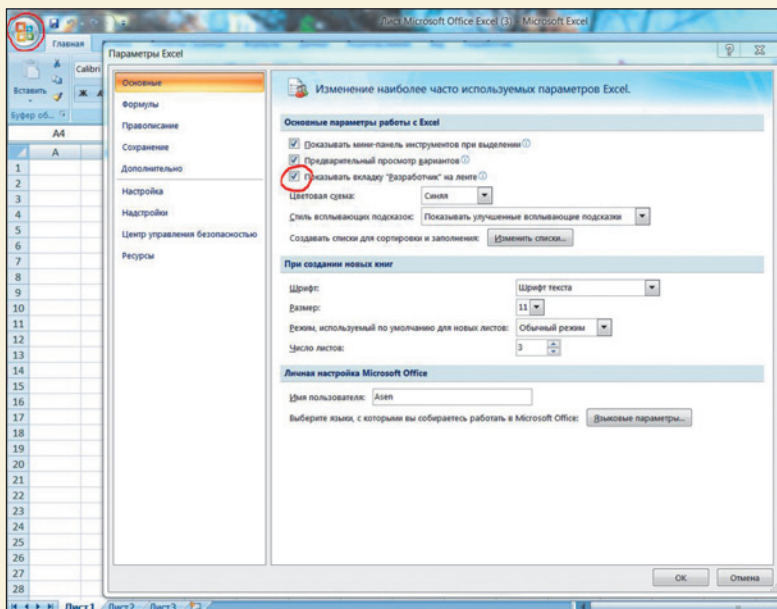 Лист Microsoft Office Excel (3) - Microsoft Excel
Главная
Вставить
Calibri
Ж
Буфер об...
A4
A
1
2
3
4
5
6
7
8
9
10
11
12
13
14
15
16
17
18
19
20
21
22
23
24
25
26
27
28
Лист1 Лист2 Лист3
Параметры Excel
Основные
Формулы
Правописание
Сохранение
Дополнительно
Настройка
Надстройки
Центр управления безопасностью
Ресурсы
Изменение наиболее часто используемых параметров Excel.
Основные параметры работы с Excel
Показывать мини-панель инструментов при выделении
Предварительный просмотр вариантов
Показывать вкладку "Разработчик" на ленте
Цветовая схема: Синяя
Стиль всплывающих подсказок: Показывать улучшенные всплывающие подсказки
Создавать списки для сортировки и заполнения: Изменить списки...
При создании новых книг
Шрифт: Шрифт текста
Размер: 11
Режим, используемый по умолчанию для новых листов: Обычный режим
Число листов: 3
Личная настройка Microsoft Office
Имя пользователя: Asen
Выберите языки, с которыми вы собираетесь работать в Microsoft Office: Языковые параметры...
ОК Отмена